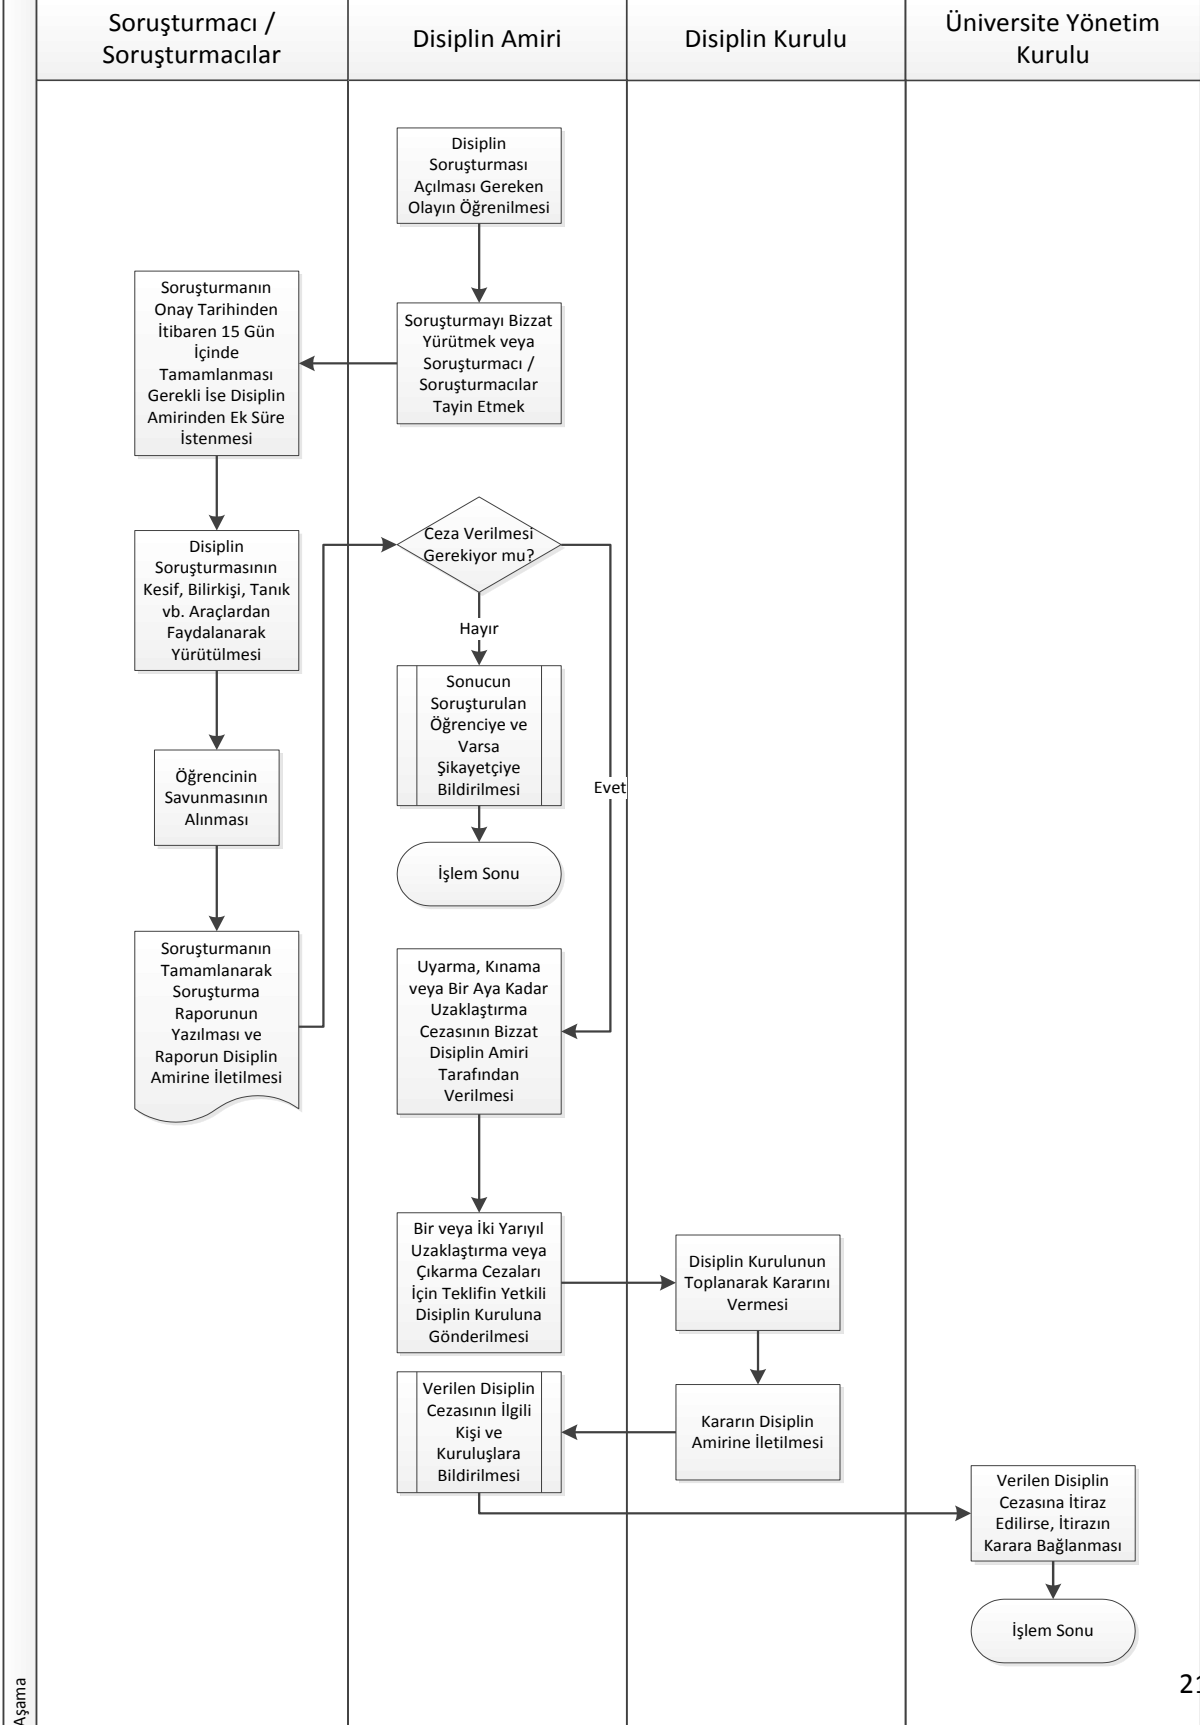 Soruşturmacı /
Soruşturmacılar
Disiplin Amiri
Disiplin Kurulu
Üniversite Yönetim
Kurulu
Disiplin
Soruşturması
Açılması Gereken
Olayın Öğrenilmesi
Soruşturmayı Bizzat
Yürütmek veya
Soruşturmacı /
Soruşturmacılar
Tayin Etmek
Soruşturmanın
Onay Tarihinden
İtibaren 15 Gün
İçinde
Tamamlanması
Gerekli İse Disiplin
Amirinden Ek Süre
İstenmesi
Disiplin
Soruşturmasının
Kesif, Bilirkişi, Tanık
vb. Araçlardan
Faydalanarak
Yürütülmesi
Öğrencinin
Savunmasının
Alınması
Soruşturmanın
Tamamlanarak
Soruşturma
Raporunun
Yazılması ve
Raporun Disiplin
Amirine İletilmesi
Ceza Verilmesi
Gerekiyor mu?
Hayır
Sonucun
Soruşturulan
Öğrenciye ve
Varsa
Şikayetçiye
Bildirilmesi
İşlem Sonu
Evet
Uyarma, Kınama
veya Bir Aya Kadar
Uzaklaştırma
Cezasının Bizzat
Disiplin Amiri
Tarafından
Verilmesi
Bir veya İki Yarıyıl
Uzaklaştırma veya
Çıkarma Cezaları
İçin Teklifin Yetkili
Disiplin Kuruluna
Gönderilmesi
Disiplin Kurulunun
Toplanarak Kararını
Vermesi
Kararın Disiplin
Amirine İletilmesi
Verilen Disiplin
Cezasının İlgili
Kişi ve
Kuruluşlara
Bildirilmesi
Verilen Disiplin
Cezasına İtiraz
Edilirse, İtirazın
Karara Bağlanması
İşlem Sonu
Aşama
21